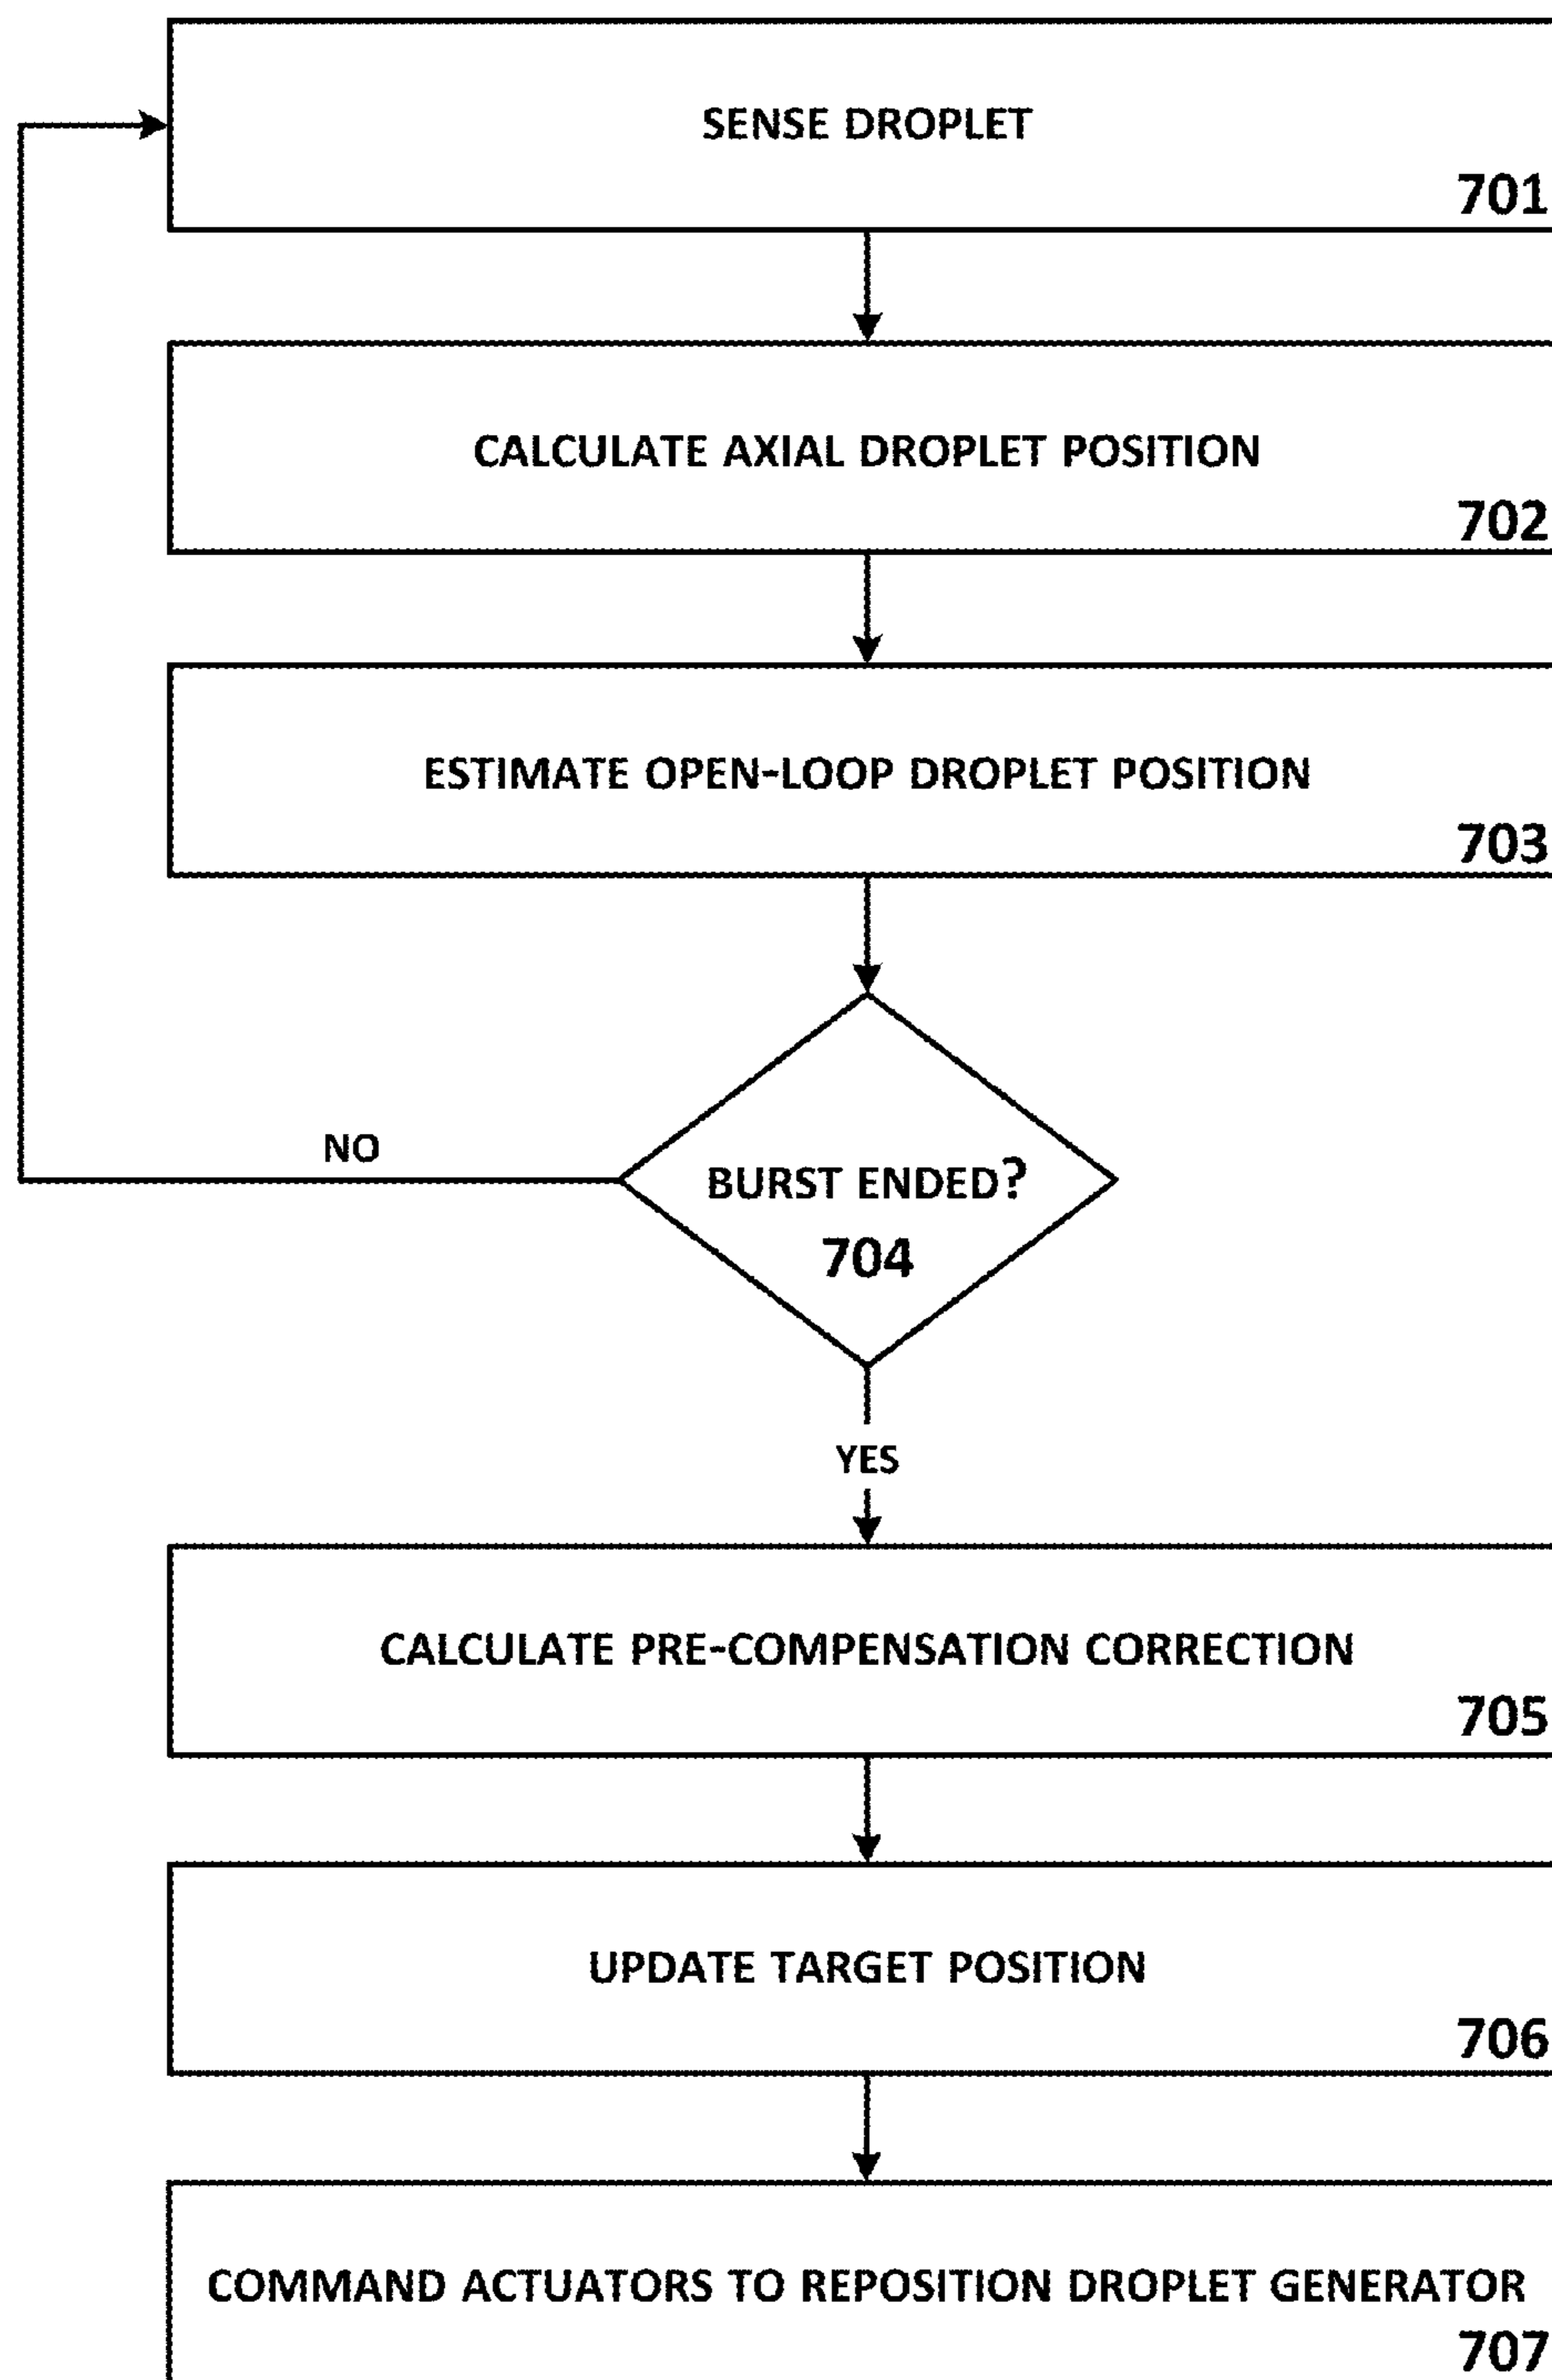 SENSE DROPLET
701
CALCULATE AXIAL DROPLET POSITION
702
ESTIMATE OPEN-LOOP DROPLET POSITION
703
NO
BURST ENDED?
704
YES
CALCULATE PRE-COMPENSATION CORRECTION
705
UPDATE TARGET POSITION
706
COMMAND ACTUATORS TO REPOSITION DROPLET GENERATOR
707